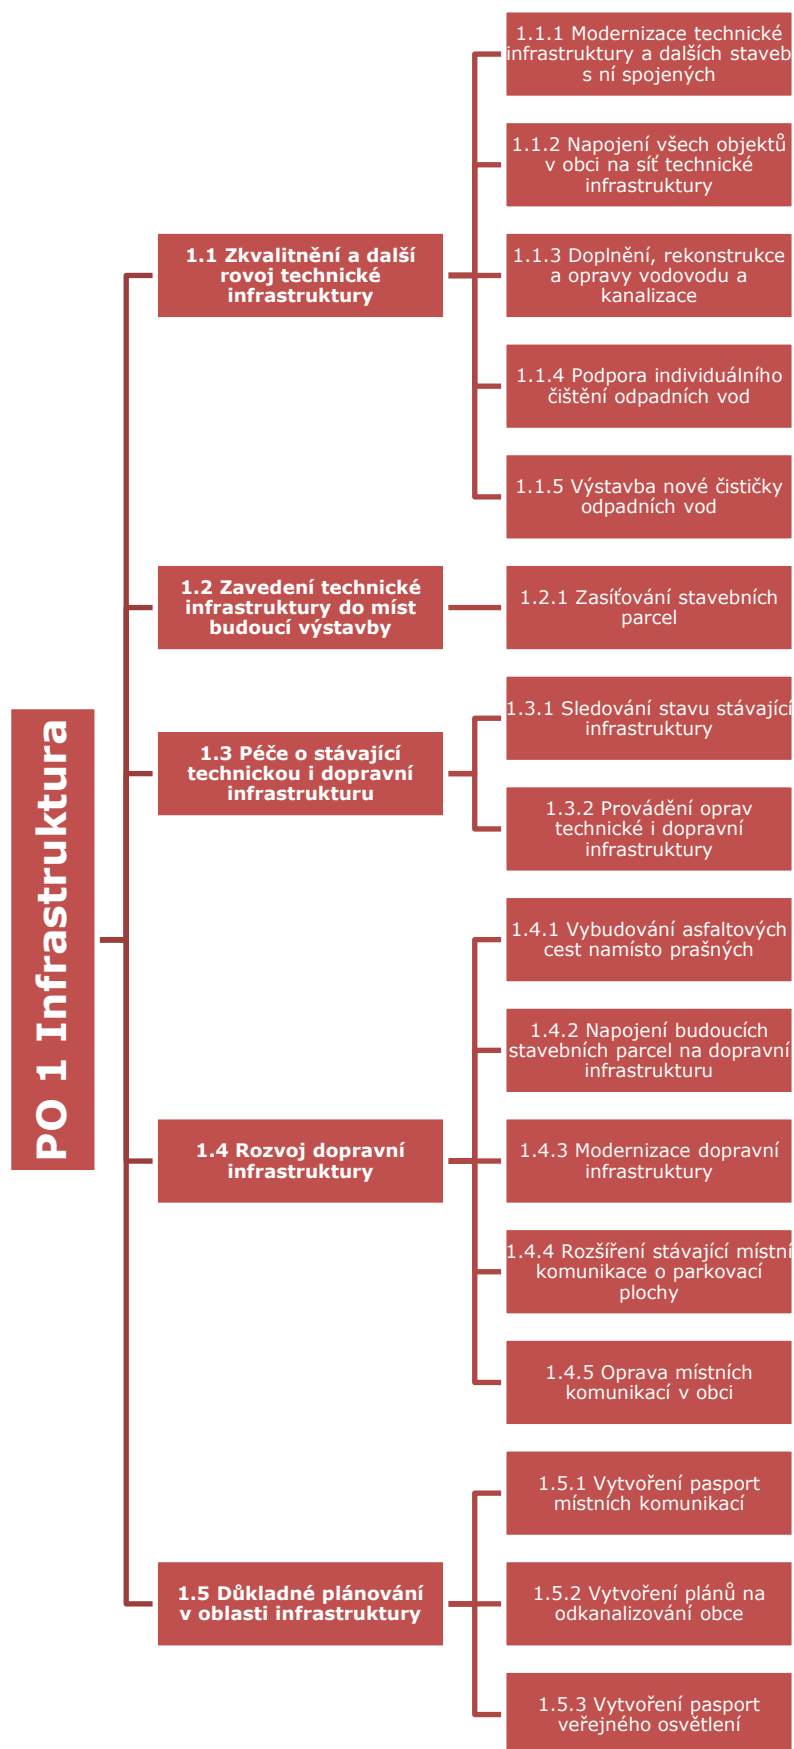 PO 1 Infrastruktura
1.1 Zkvalitnění a další
rovoj technické
infrastruktury
1.1.1 Modernizace technické
infrastruktury a dalších staveb
s ní spojených
1.1.2 Napojení všech objektů
v obci na síť technické
infrastruktury
1.1.3 Doplnění, rekonstrukce
a opravy vodovodu a
kanalizace
1.1.4 Podpora individuálního
čištění odpadních vod
1.1.5 Výstavba nové čističky
odpadních vod
1.2 Zavedení technické
infrastruktury do míst
budoucí výstavby
1.2.1 Zasíťování stavebních
parcel
1.3 Péče o stávající
technickou i dopravní
infrastrukturu
1.3.1 Sledování stavu stávající
infrastruktury
1.3.2 Provádění oprav
technické i dopravní
infrastruktury
1.4 Rozvoj dopravní
infrastruktury
1.4.1 Vybudování asfaltových
cest namísto prašných
1.4.2 Napojení budoucích
stavebních parcel na dopravní
infrastrukturu
1.4.3 Modernizace dopravní
infrastruktury
1.4.4 Rozšíření stávající místní
komunikace o parkovací
plochy
1.4.5 Oprava místních
komunikací v obci
1.5 Důkladné plánování
v oblasti infrastruktury
1.5.1 Vytvoření pasport
místních komunikací
1.5.2 Vytvoření plánů na
odkanalizování obce
1.5.3 Vytvoření pasport
veřejného osvětlení